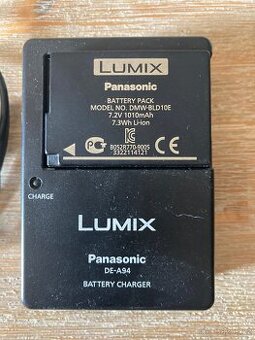 LUMIX
Panasonic
BATTERY PACK
MODEL NO. DMW-BLD10E
7.2V 1010mAh
7.3Wh Li-ion
3322114121
CHARGE
LUMIX
Panasonic
DE-A94
BATTERY CHARGER